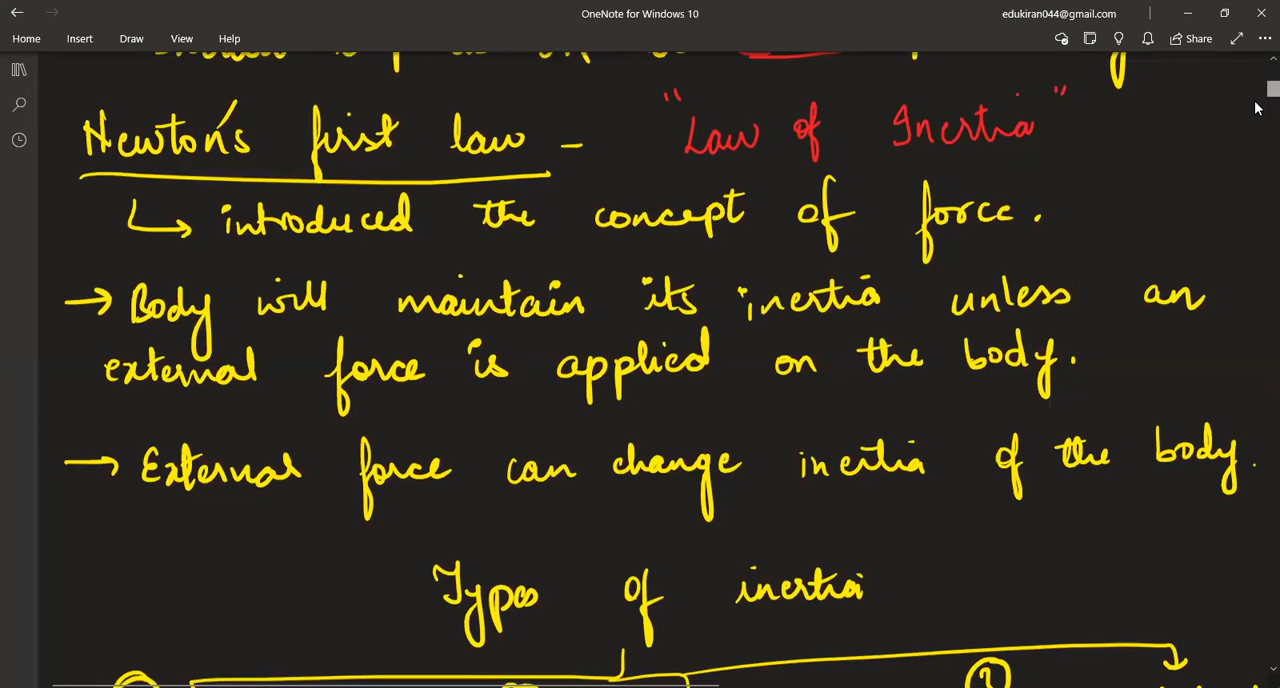 OneNote for Windows 10
edukiran044@gmail.com
Home Insert Draw View Help
Share
Newton's first law - "Law of Inertia"
introduced the concept of force.
→ Body will maintain its inertia unless an
external force is applied on the body.
→ External force can change inertia of the body.
Types of inertia